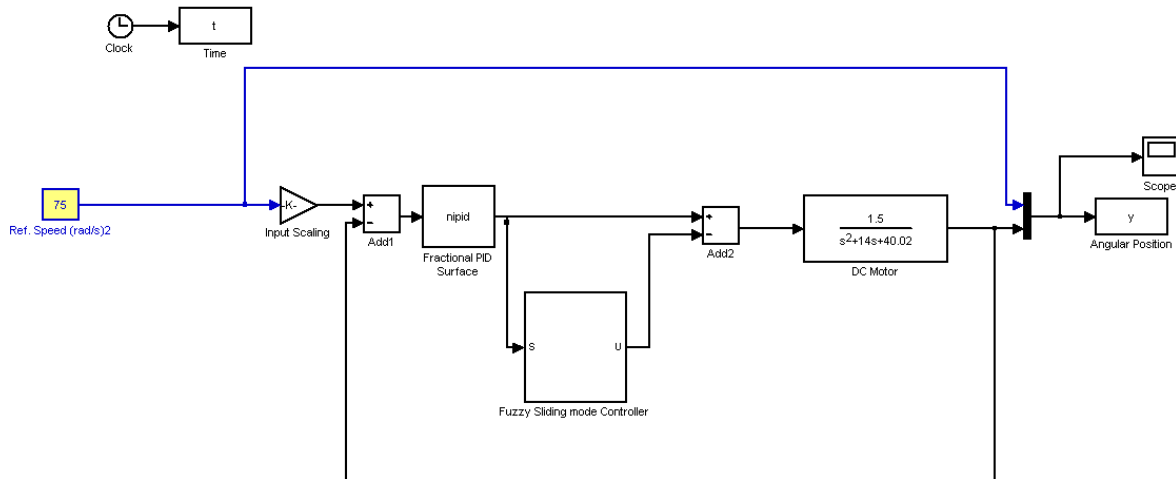 t
Clock
Time
75
Ref. Speed (rad/s)2
-K-
Input Scaling
+
−
Add1
nipid
Fractional PID
Surface
S
U
Fuzzy Sliding mode Controller
+
−
Add2
1.5
s²+14s+40.02
DC Motor
Scope
y
Angular Position